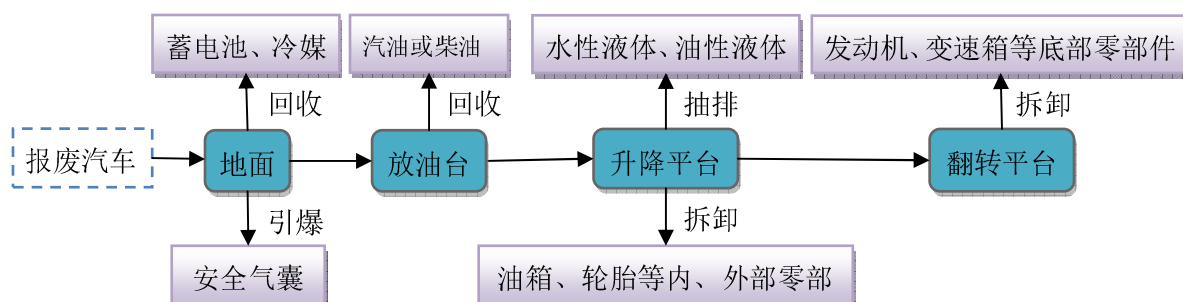 蓄电池、冷媒
汽油或柴油
水性液体、油性液体
发动机、变速箱等底部零部件
回收
回收
抽排
拆卸
报废汽车
地面
放油台
升降平台
翻转平台
引爆
拆卸
安全气囊
油箱、轮胎等内、外部零部